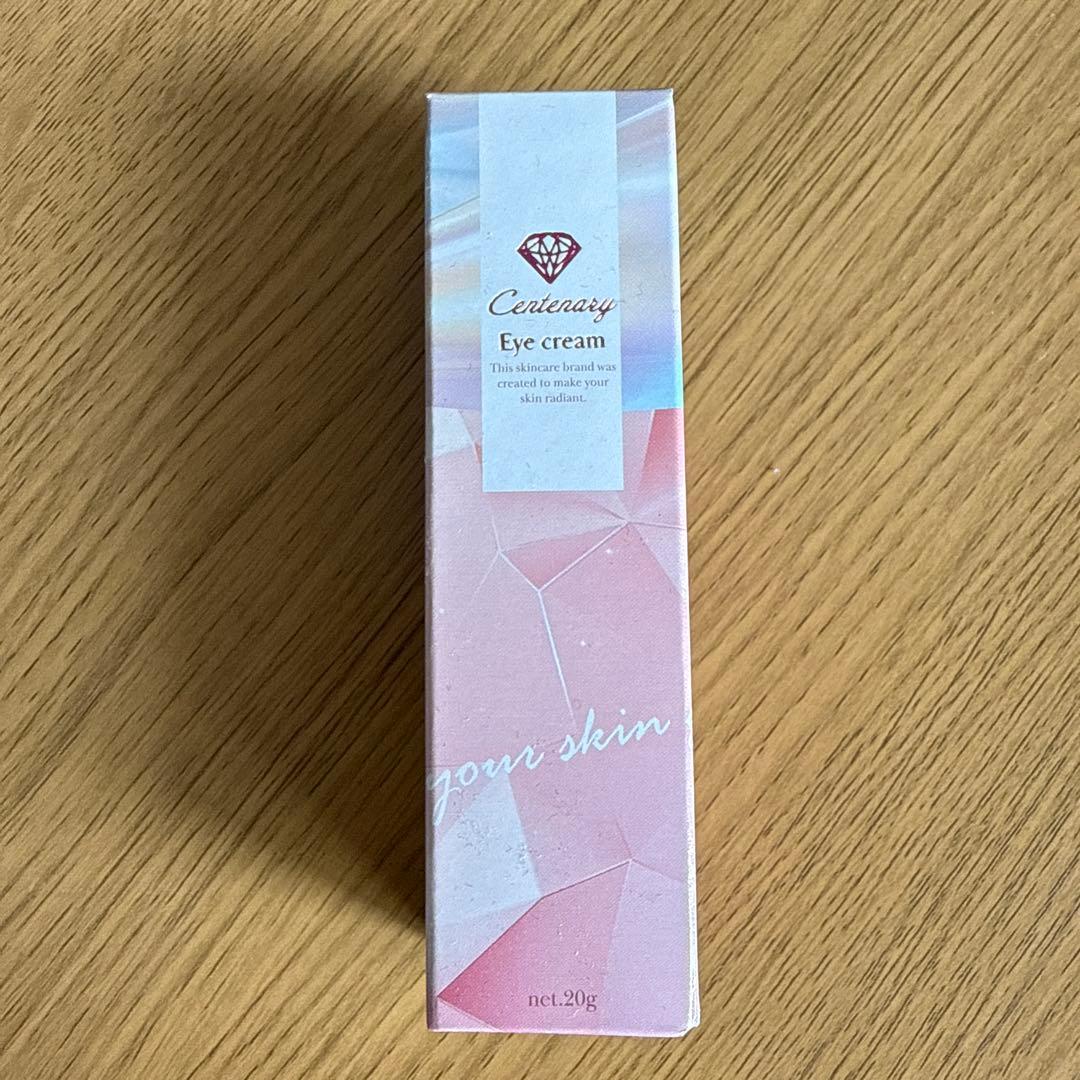 Centenary
Eye cream
This skincare brand was
created to make your
skin radiant.
your skin
net.20g